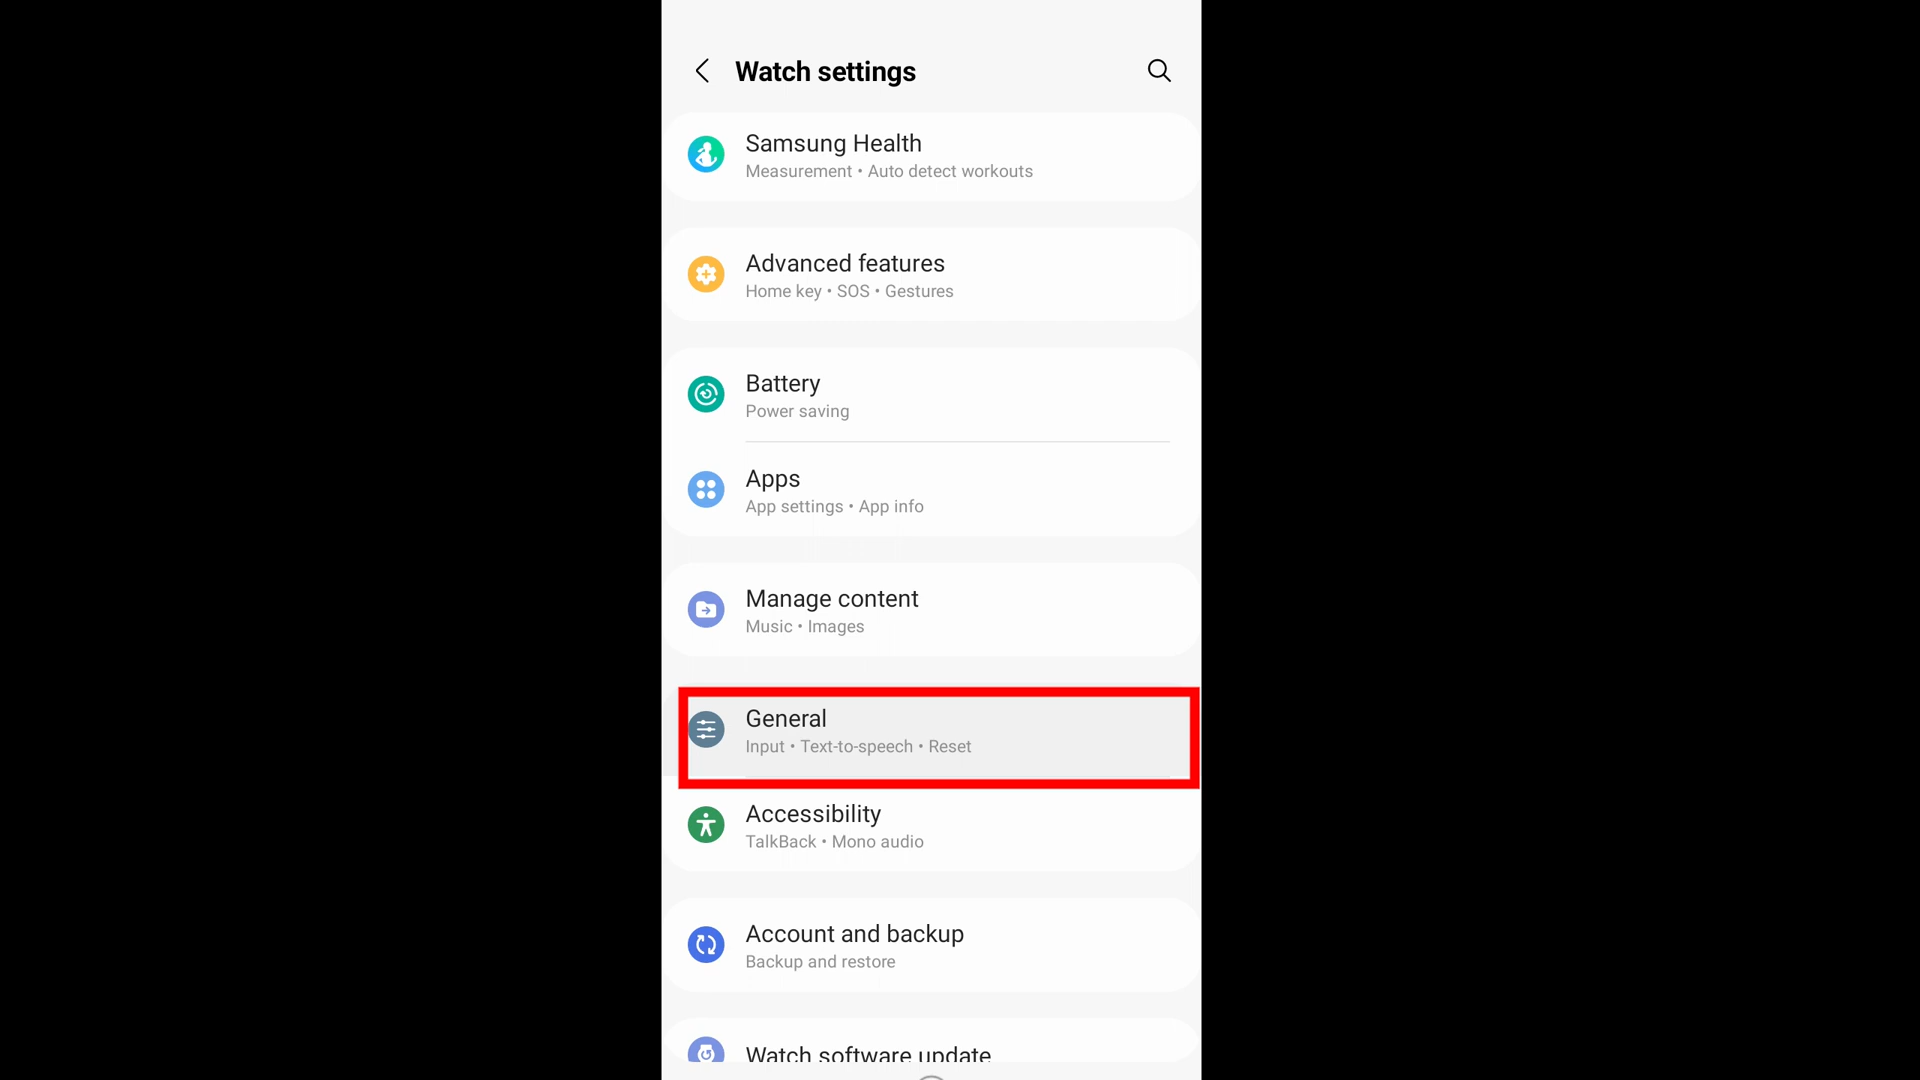 Watch settings
Samsung Health
Measurement • Auto detect workouts
Advanced features
Home key • SOS • Gestures
Battery
Power saving
Apps
App settings • App info
Manage content
Music • Images
General
Input • Text-to-speech • Reset
Accessibility
TalkBack • Mono audio
Account and backup
Backup and restore
Watch software update